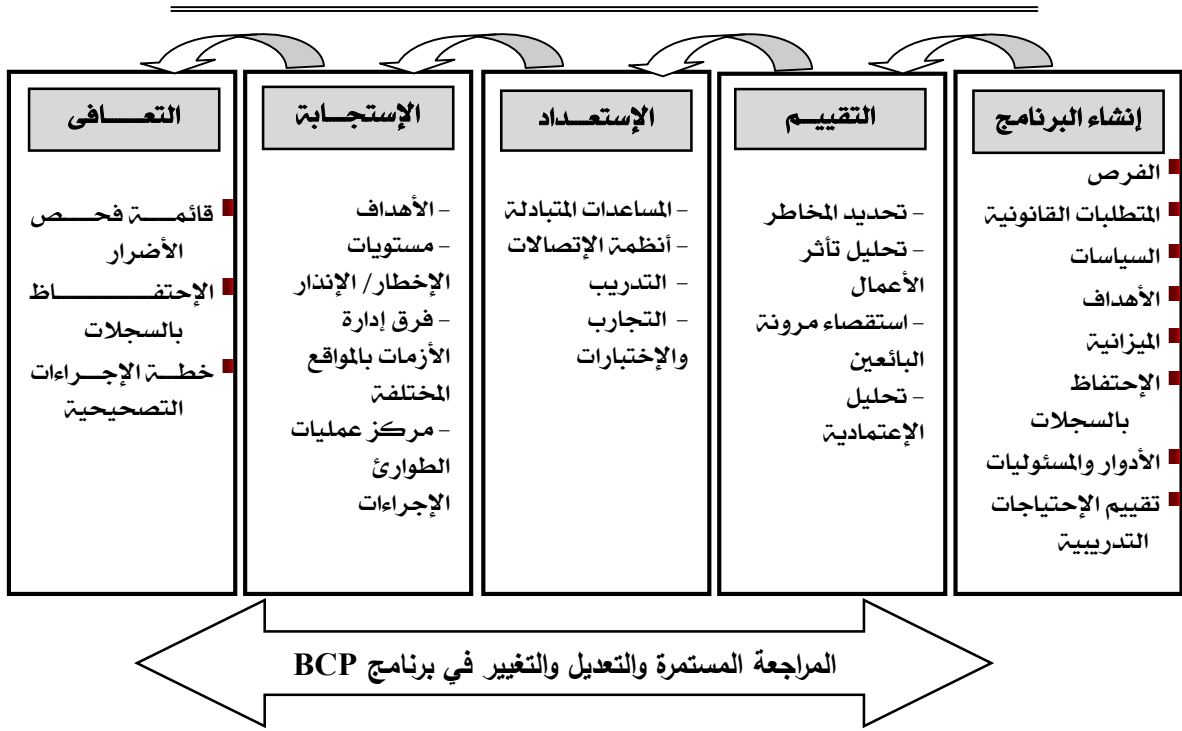 إنشاء البرنامج
الفرص
المتطلبات القانونية
السياسات
الأهداف
الميزانية
الإحتفاظ
بالسجلات
الأدوار والمسئوليات
تقييم الإحتياجات
التدريبية
التقييم
- تحديد المخاطر
- تحليل تأثر
الأعمال
- استقصاء مرونة
البائعين
- تحليل
الإعتمادية
الإستعداد
- المساعدات المتبادلة
- أنظمة الإتصالات
- التدريب
- التجارب
والإختبارات
الإستجابة
- الأهداف
- مستويات
الإخطار/ الإنذار
- فرق إدارة
الأزمات بالمواقع
المختلفة
- مركز عمليات
الطوارئ
الإجراءات
التعافى
قائمة فحص
الأضرار
الإحتفاظ
بالسجلات
خطة الإجراءات
التصحيحية
المراجعة المستمرة والتعديل والتغيير في برنامج BCP